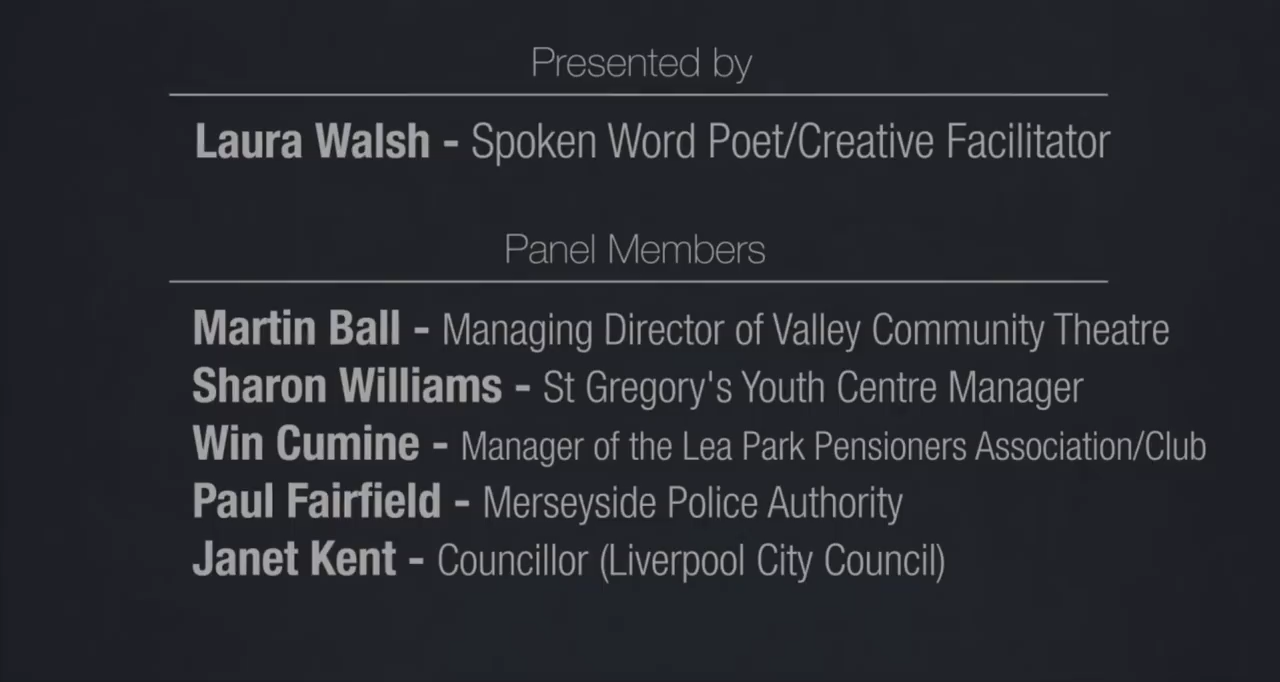 Presented by
Laura Walsh - Spoken Word Poet/Creative Facilitator
Panel Members
Martin Ball - Managing Director of Valley Community Theatre
Sharon Williams - St Gregory's Youth Centre Manager
Win Cumine - Manager of the Lea Park Pensioners Association/Club
Paul Fairfield - Merseyside Police Authority
Janet Kent - Councillor (Liverpool City Council)